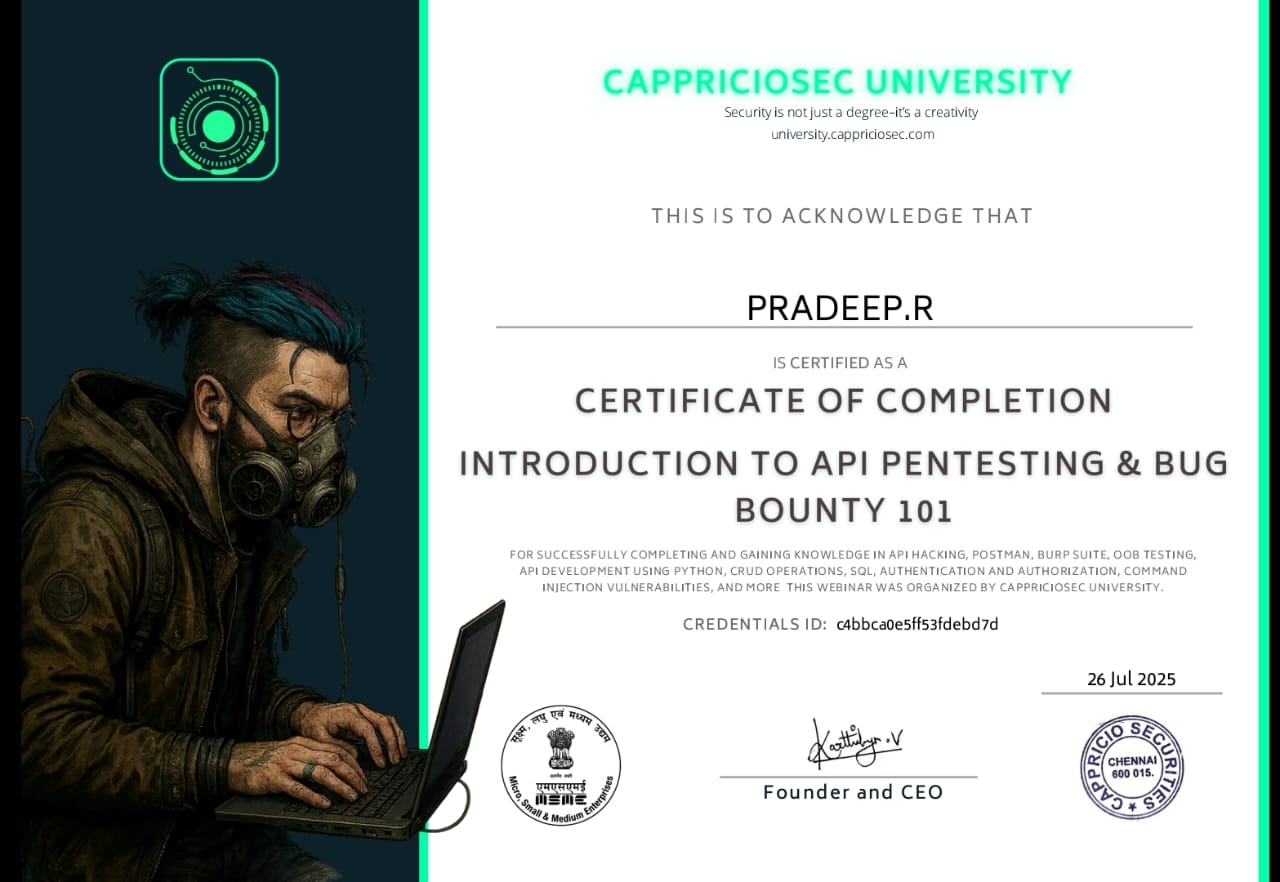 CAPPRICIOSEC UNIVERSITY
Security is not just a degree–it's a creativity
university.cappriciosec.com
THIS IS TO ACKNOWLEDGE THAT
PRADEEP.R
IS CERTIFIED AS A
CERTIFICATE OF COMPLETION
INTRODUCTION TO API PENTESTING & BUG
BOUNTY 101
FOR SUCCESSFULLY COMPLETING AND GAINING KNOWLEDGE IN API HACKING, POSTMAN, BURP SUITE, OOB TESTING,
API DEVELOPMENT USING PYTHON, CRUD OPERATIONS, SQL, AUTHENTICATION AND AUTHORIZATION, COMMAND
INJECTION VULNERABILITIES, AND MORE THIS WEBINAR WAS ORGANIZED BY CAPPRICIOSEC UNIVERSITY.
CREDENTIALS ID: c4bbca0e5ff53fdebd7d
26 Jul 2025
सूक्ष्म, लघु एवं मध्यम उद्यम
एमएसएमई
MSME
Micro, Small & Medium Enterprises
Founder and CEO
CAPPRICIO SECURITIES
CHENNAI
600 015.